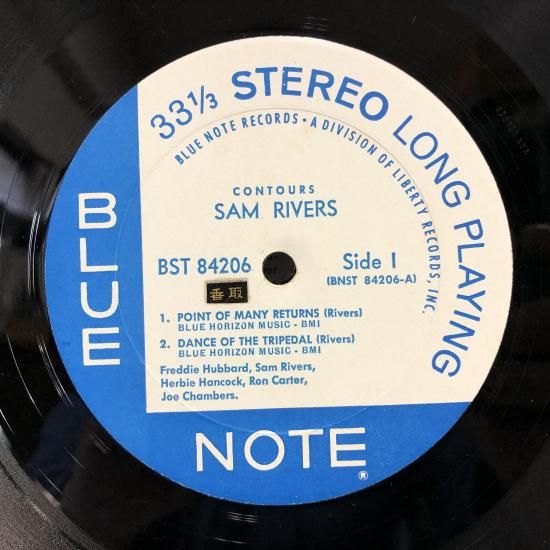 33⅓ STEREO LONG PLAYING
BLUE NOTE RECORDS • A DIVISION OF LIBERTY RECORDS, INC.
CONTOURS
SAM RIVERS
BST 84206
Side 1
(BNST 84206-A)
香取
1. POINT OF MANY RETURNS (Rivers)
BLUE HORIZON MUSIC - BMI
2. DANCE OF THE TRIPEDAL (Rivers)
BLUE HORIZON MUSIC - BMI
Freddie Hubbard, Sam Rivers,
Herbie Hancock, Ron Carter,
Joe Chambers.
BLUE
NOTE®